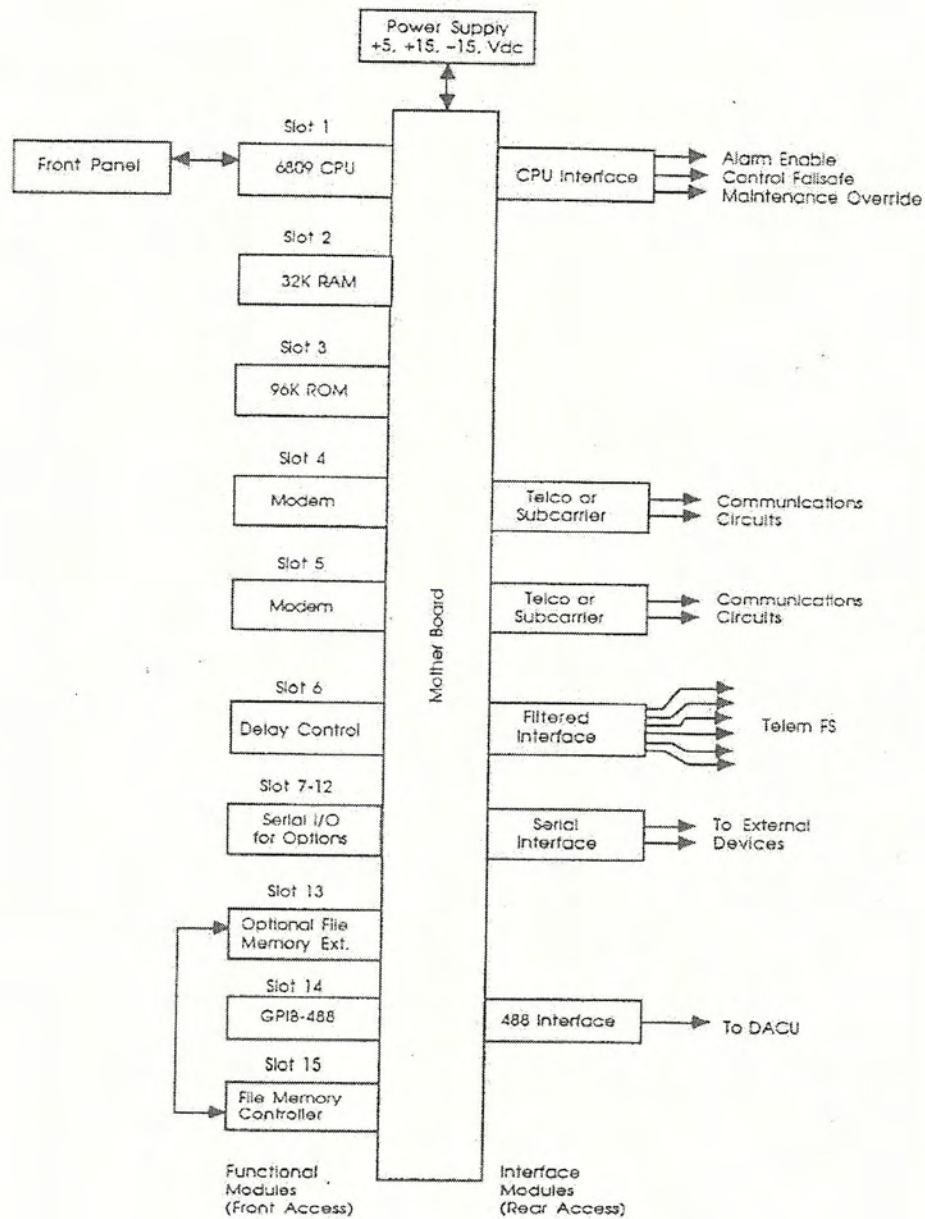 Power Supply
+5, +15, -15, Vdc
Slot 1
Front Panel
6809 CPU
CPU Interface
Alarm Enable
Control Failsafe
Maintenance Override
Slot 2
32K RAM
Slot 3
96K ROM
Slot 4
Modem
Telco or
Subcarrier
Communications
Circuits
Slot 5
Modem
Telco or
Subcarrier
Communications
Circuits
Mother Board
Slot 6
Delay Control
Filtered
Interface
Telem FS
Slot 7-12
Serial I/O
for Options
Serial
Interface
To External
Devices
Slot 13
Optional File
Memory Ext.
Slot 14
GPIB-488
488 Interface
To DACU
Slot 15
File Memory
Controller
Functional
Modules
(Front Access)
Interface
Modules
(Rear Access)